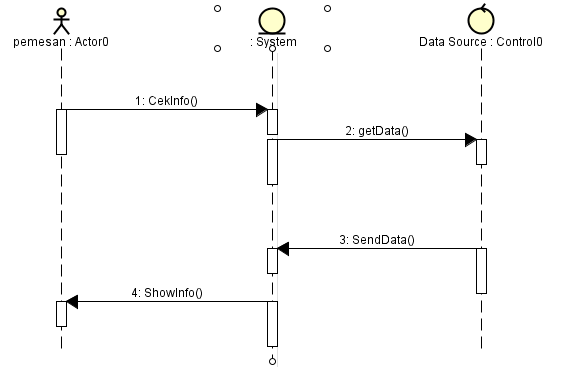 pemesan : Actor0
: System
Data Source : Control0
1: CekInfo()
2: getData()
3: SendData()
4: ShowInfo()